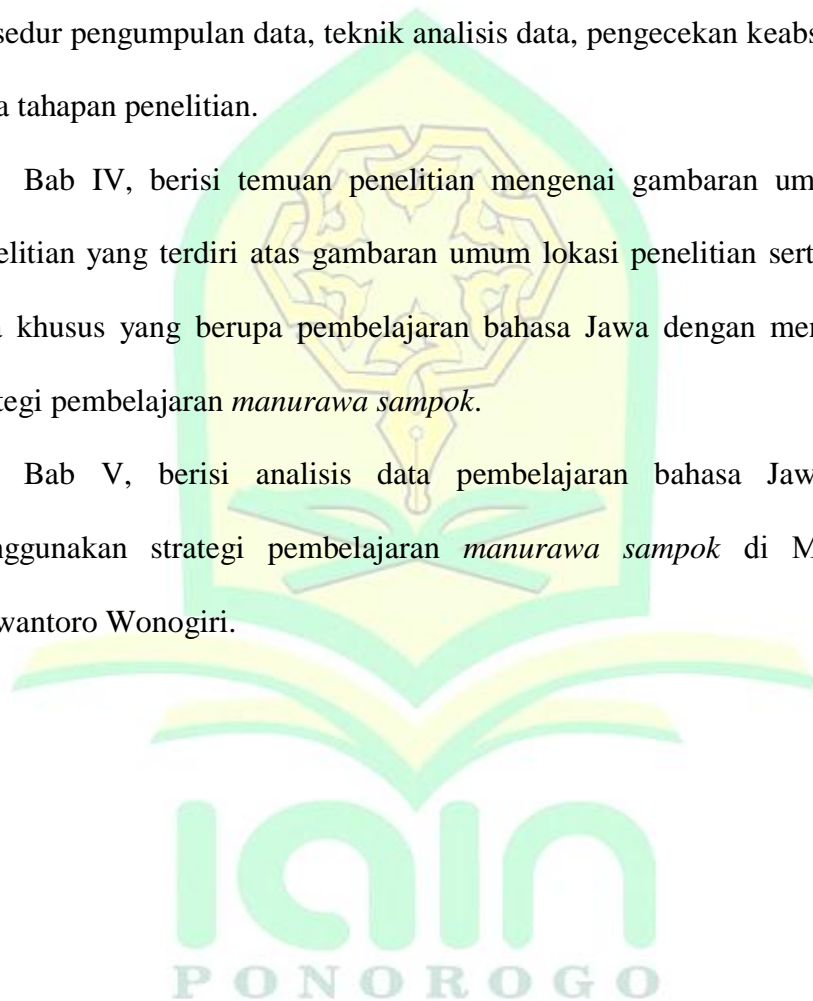 sedur pengumpulan data, teknik analisis data, pengecekan keabs
a tahapan penelitian.
Bab IV, berisi temuan penelitian mengenai gambaran um
elitian yang terdiri atas gambaran umum lokasi penelitian sert
a khusus yang berupa pembelajaran bahasa Jawa dengan mer
tegi pembelajaran manurawa sampok.
Bab V, berisi analisis data pembelajaran bahasa Jaw
nggunakan strategi pembelajaran manurawa sampok di M
wantoro Wonogiri.
iain
PONOROGO